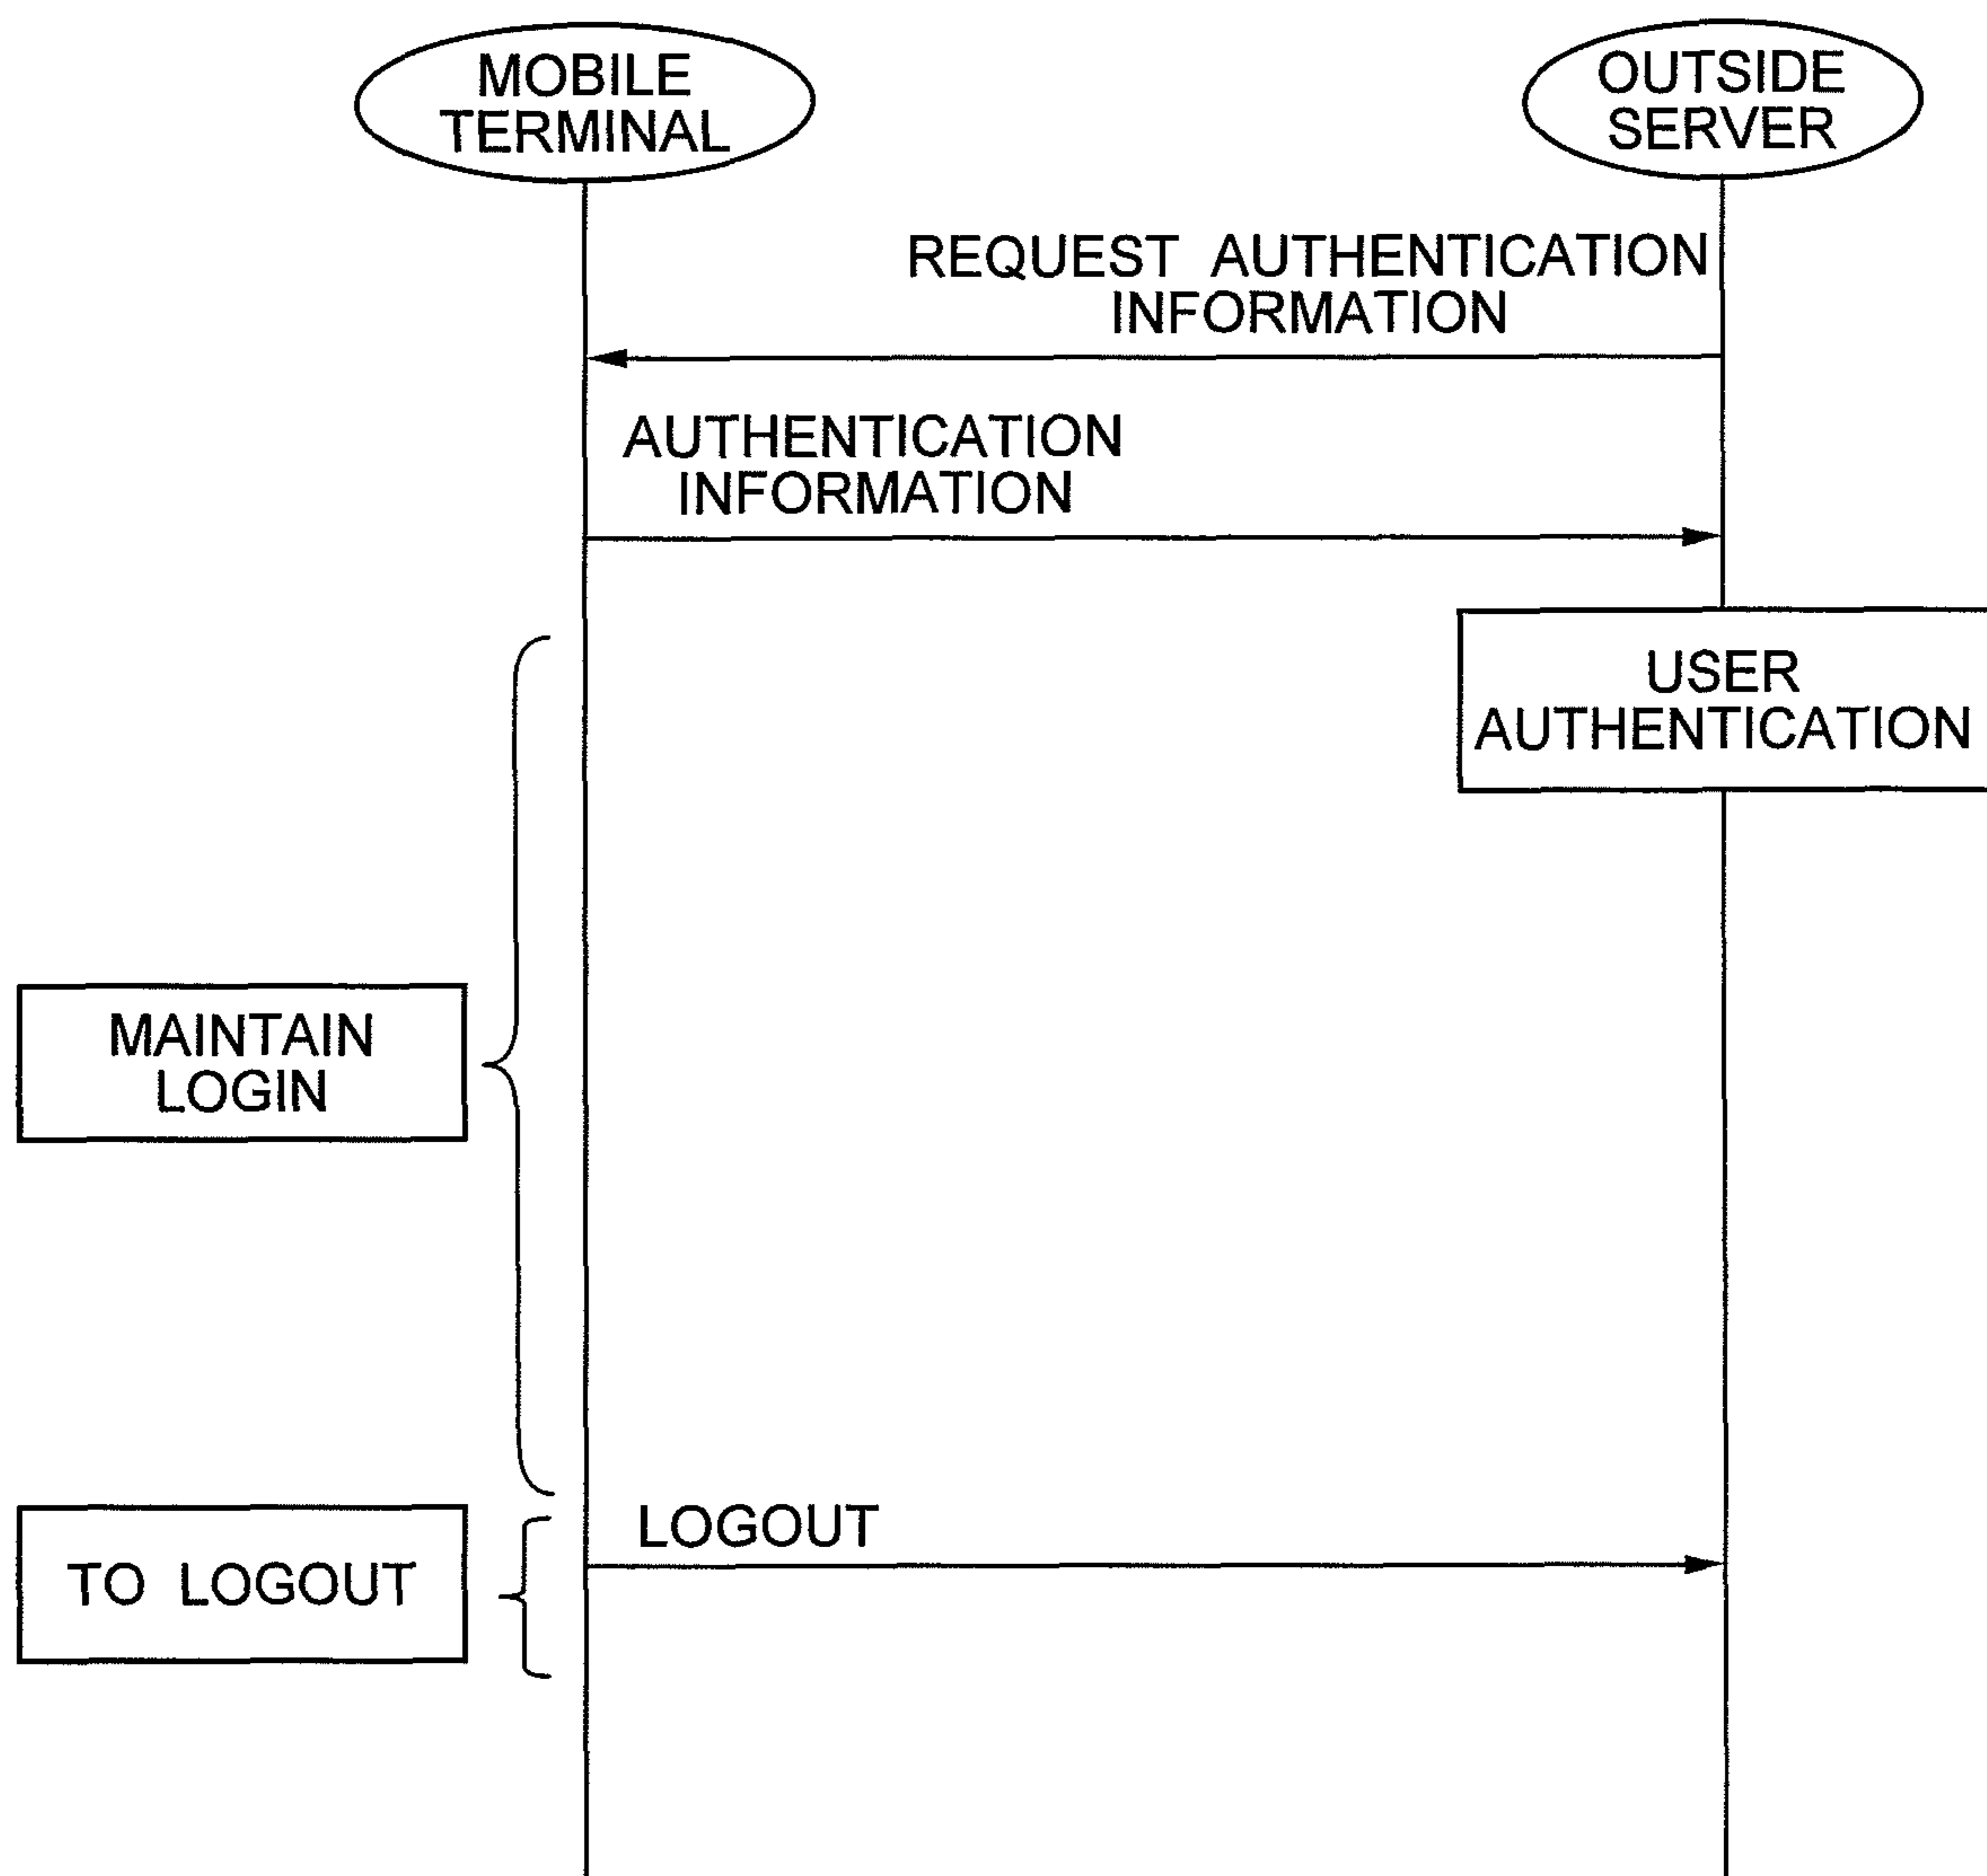 MOBILE
TERMINAL
OUTSIDE
SERVER
REQUEST AUTHENTICATION
INFORMATION
AUTHENTICATION
INFORMATION
USER
AUTHENTICATION
MAINTAIN
LOGIN
LOGOUT
TO LOGOUT